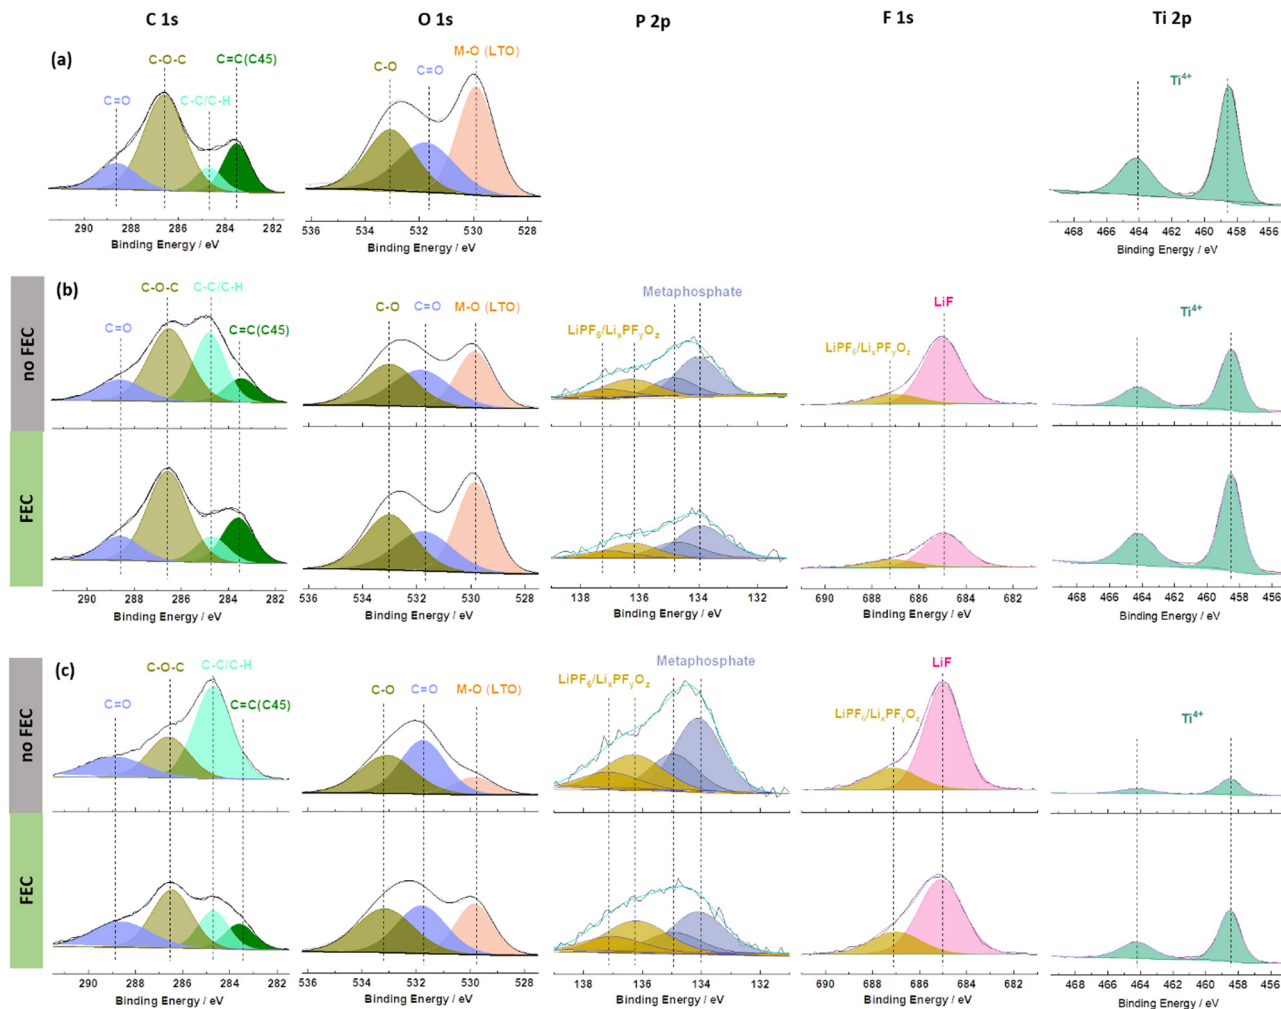 C 1s O 1s P 2p F 1s Ti 2p
(a)
C=O C-O-C C-C/C-H C=C(C45)
C-O C=O M-O (LTO)
Ti⁴⁺
290 288 286 284 282
Binding Energy / eV
536 534 532 530 528
Binding Energy / eV
468 466 464 462 460 458 456
Binding Energy / eV
no FEC
(b)
C=O C-O-C C-C/C-H C=C(C45)
C-O C=O M-O (LTO)
LiPF₆/LiₓPFᵧO_z Metaphosphate
LiPF₆/LiₓPFᵧO_z LiF
Ti⁴⁺
FEC
290 288 286 284 282
Binding Energy / eV
536 534 532 530 528
Binding Energy / eV
138 136 134 132
Binding Energy / eV
690 688 686 684 682
Binding Energy / eV
468 466 464 462 460 458 456
Binding Energy / eV
no FEC
(c)
C=O C-O-C C-C/C-H C=C(C45)
C-O C=O M-O (LTO)
LiPF₆/LiₓPFᵧO_z Metaphosphate
LiPF₆/LiₓPFᵧO_z LiF
Ti⁴⁺
FEC
290 288 286 284 282
Binding Energy / eV
536 534 532 530 528
Binding Energy / eV
138 136 134 132
Binding Energy / eV
690 688 686 684 682
Binding Energy / eV
468 466 464 462 460 458 456
Binding Energy / eV